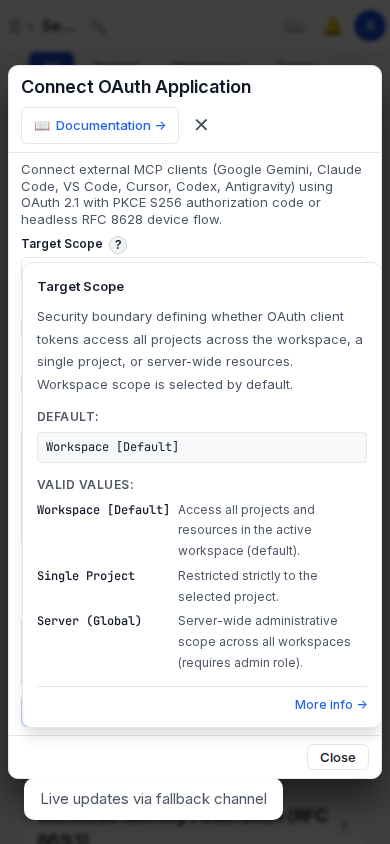 Se...
Connect OAuth Application
📖 Documentation →
✕
Connect external MCP clients (Google Gemini, Claude
Code, VS Code, Cursor, Codex, Antigravity) using
OAuth 2.1 with PKCE S256 authorization code or
headless RFC 8628 device flow.
Target Scope ?
Target Scope
Security boundary defining whether OAuth client
tokens access all projects across the workspace, a
single project, or server-wide resources.
Workspace scope is selected by default.
DEFAULT:
Workspace [Default]
VALID VALUES:
Workspace [Default] Access all projects and
resources in the active
workspace (default).
Single Project Restricted strictly to the
selected project.
Server (Global) Server-wide administrative
scope across all workspaces
(requires admin role).
More info →
Close
Live updates via fallback channel
(RFC
8693)